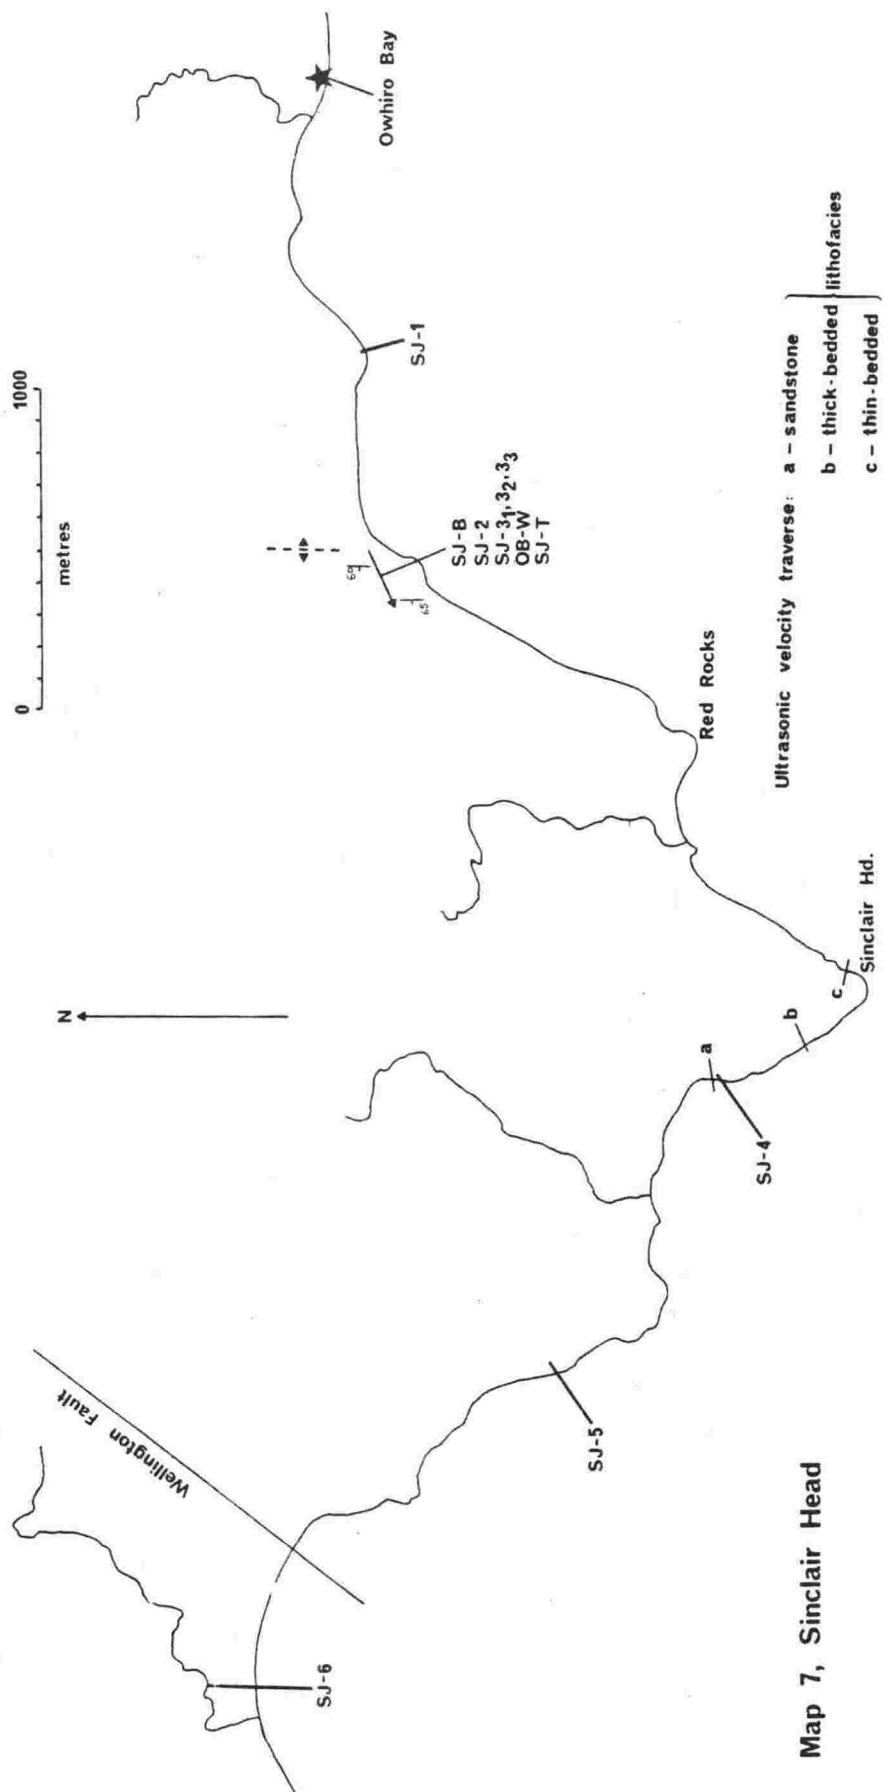 0 1000
metres
N
Owhiro Bay
SJ-1
60
65
SJ-B
SJ-2
SJ-3₁,3₂,3₃
OB-W
SJ-T
Red Rocks
Sinclair Hd.
c
b
a
SJ-4
SJ-5
Wellington Fault
SJ-6
Ultrasonic velocity traverse: a – sandstone
b – thick-bedded } lithofacies
c – thin-bedded
Map 7, Sinclair Head